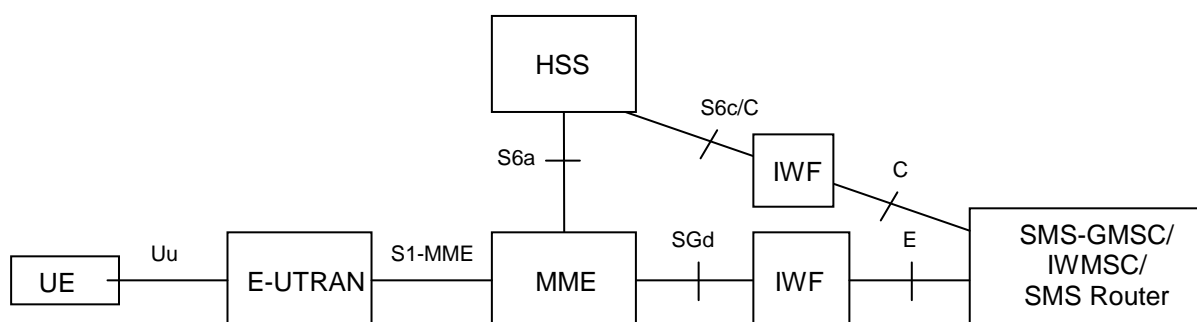 HSS
S6c/C
S6a
IWF
C
Uu
S1-MME
SGd
E
SMS-GMSC/
IWMSC/
SMS Router
UE
E-UTRAN
MME
IWF